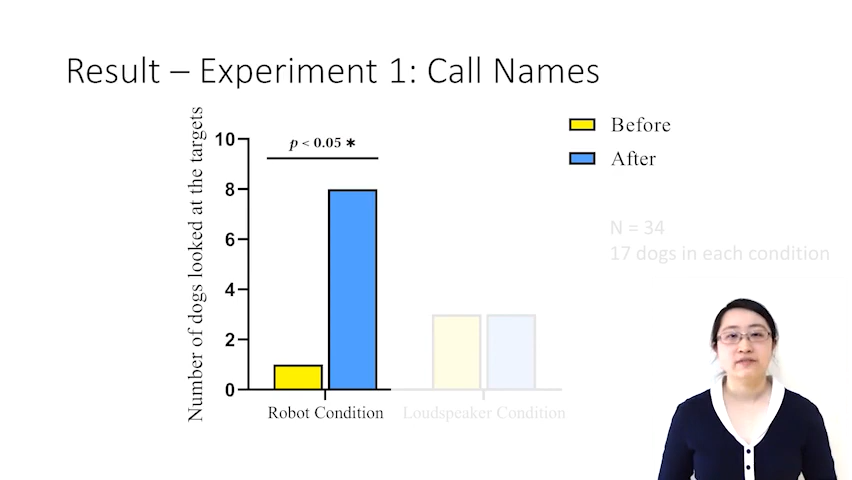 Result – Experiment 1: Call Names
Number of dogs looked at the targets
10
8
6
4
2
0
p < 0.05 *
Robot Condition
Loudspeaker Condition
Before
After
N = 34
17 dogs in each condition